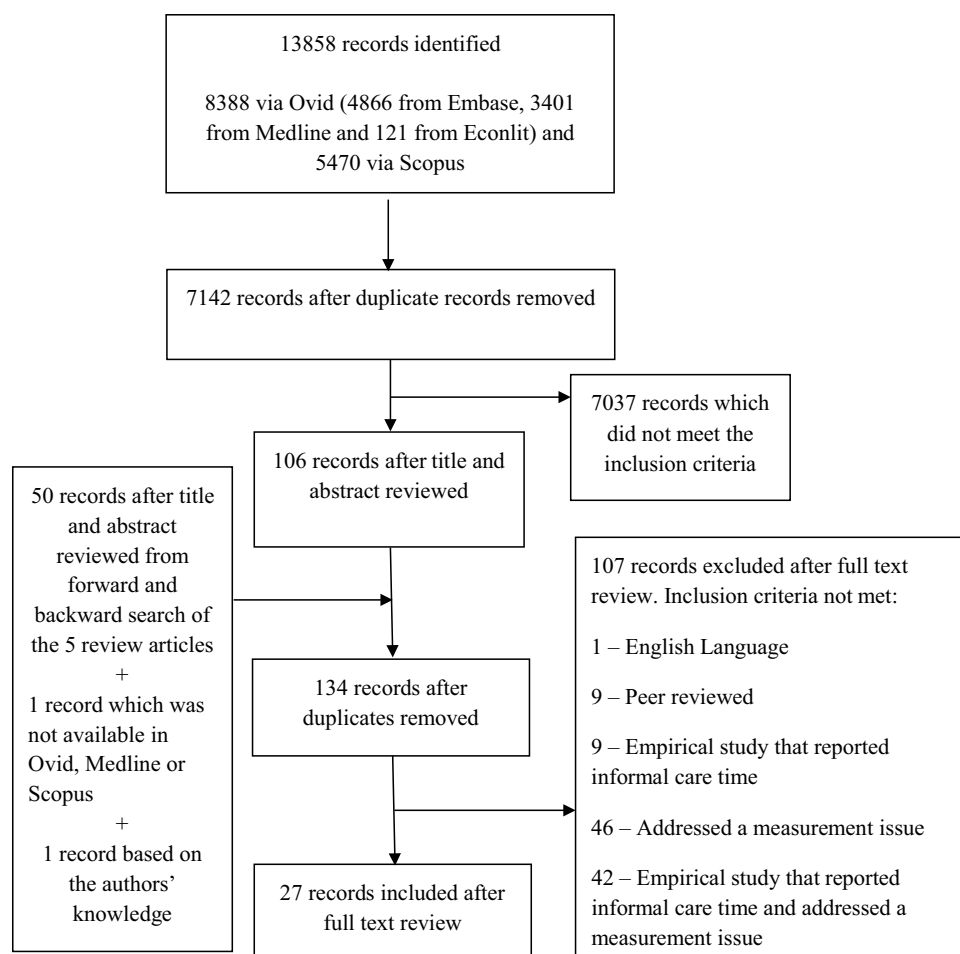 13858 records identified
8388 via Ovid (4866 from Embase, 3401
from Medline and 121 from Econlit) and
5470 via Scopus
7142 records after duplicate records removed
7037 records which
did not meet the
inclusion criteria
106 records after title and
abstract reviewed
50 records after title
and abstract
reviewed from
forward and
backward search of
the 5 review articles
+
1 record which was
not available in
Ovid, Medline or
Scopus
+
1 record based on
the authors’
knowledge
134 records after
duplicates removed
107 records excluded after full text
review. Inclusion criteria not met:
1 – English Language
9 – Peer reviewed
9 – Empirical study that reported
informal care time
46 – Addressed a measurement issue
42 – Empirical study that reported
informal care time and addressed a
measurement issue
27 records included after
full text review